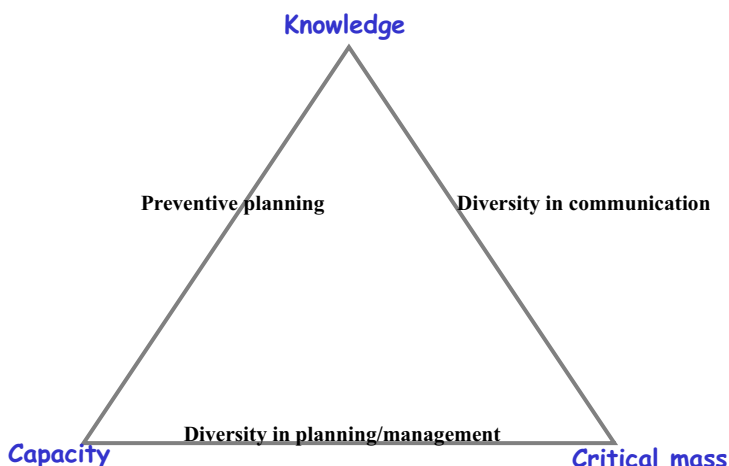 Knowledge
Preventive planning
Diversity in communication
Diversity in planning/management
Capacity
Critical mass